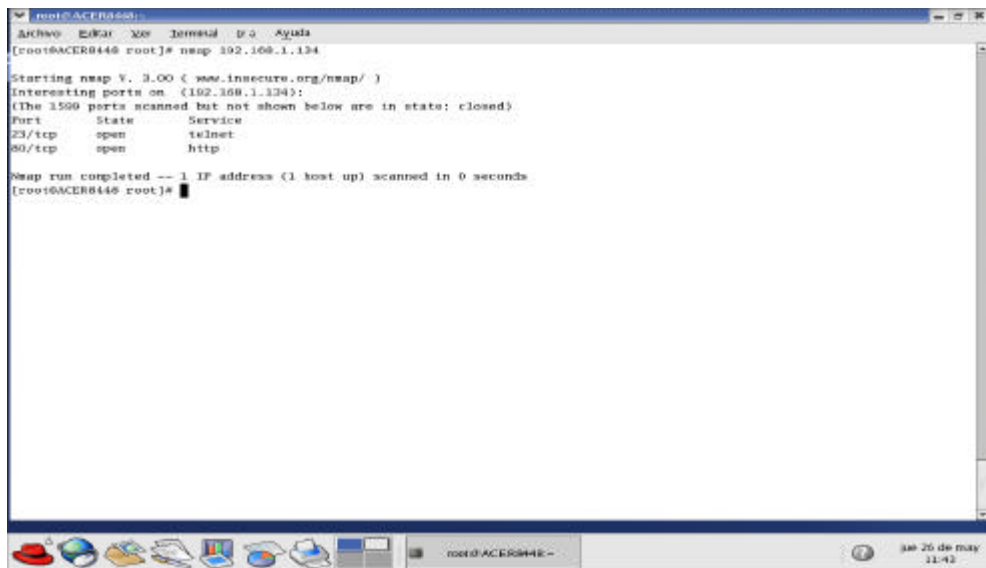 root@ACER8448:~
Archivo Editar Ver Terminal Ir a Ayuda
[root@ACER8448 root]# nmap 192.168.1.134
Starting nmap V. 3.00 ( www.insecure.org/nmap/ )
Interesting ports on (192.168.1.134):
(The 1599 ports scanned but not shown below are in state: closed)
Port State Service
23/tcp open telnet
80/tcp open http
Nmap run completed -- 1 IP address (1 host up) scanned in 0 seconds
[root@ACER8448 root]#
root@ACER8448:~
jue 26 de may
11:43